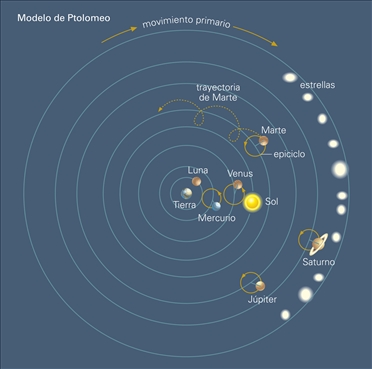 Modelo de Ptolomeo
movimiento primario
estrellas
trayectoria
de Marte
Marte
epiciclo
Luna
Venus
Tierra
Sol
Mercurio
Saturno
Júpiter